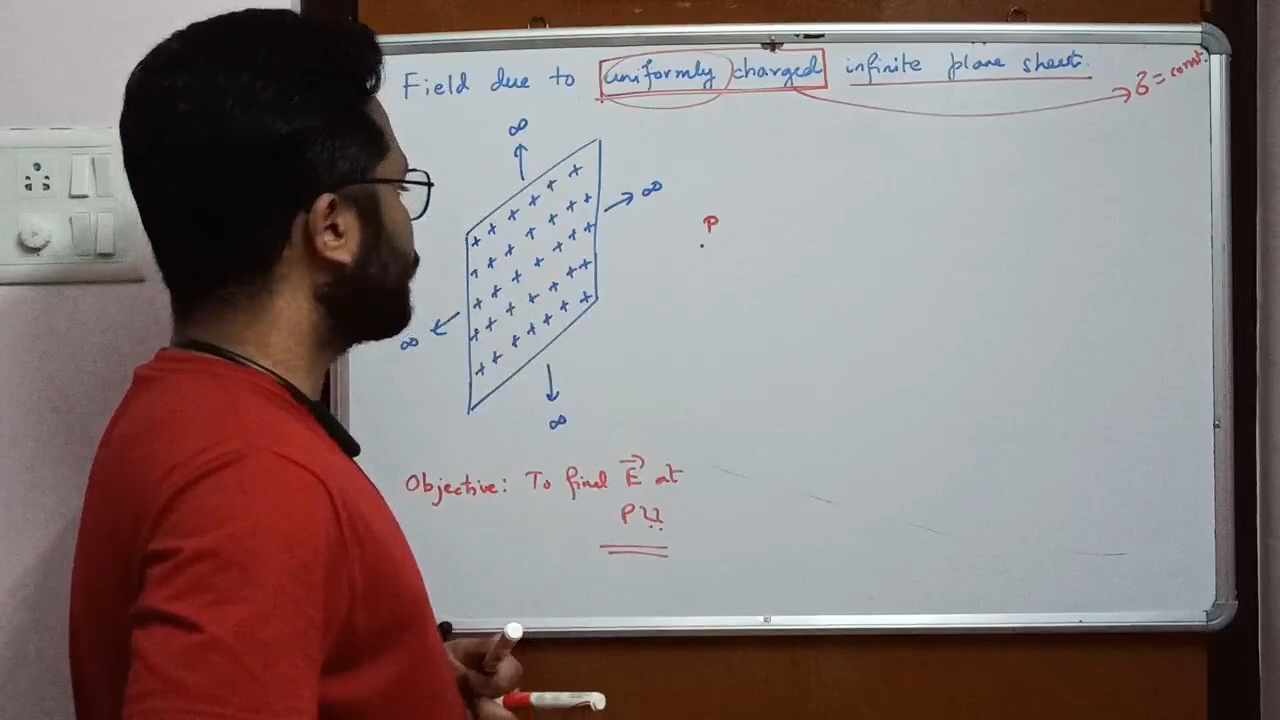 Field due to uniformly charged infinite plane sheet
σ = const.
∞
∞
P
∞
∞
Objective: To find E⃗ at
P??